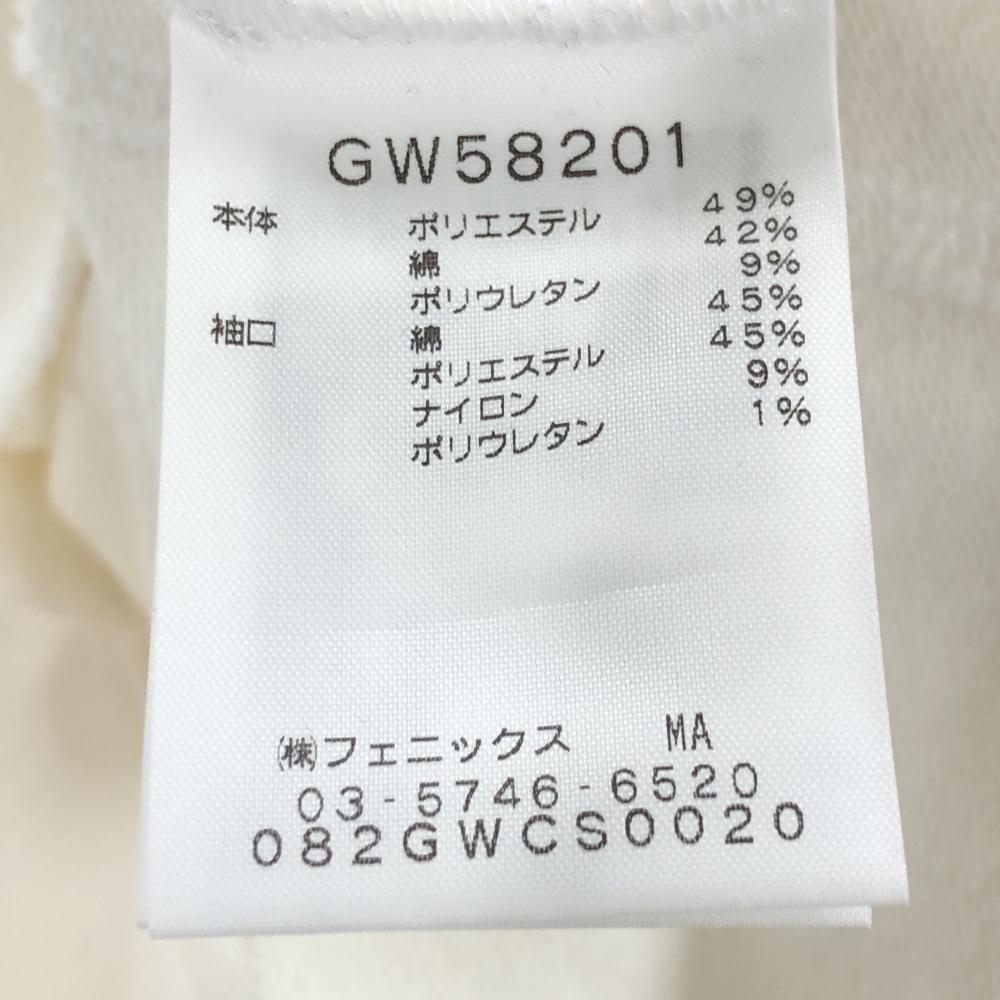 GW58201
本体 ポリエステル 49%
綿 42%
ポリウレタン 9%
袖口 綿 45%
ポリエステル 45%
ナイロン 9%
ポリウレタン 1%
㈱フェニックス MA
03-5746-6520
082GWCS0020